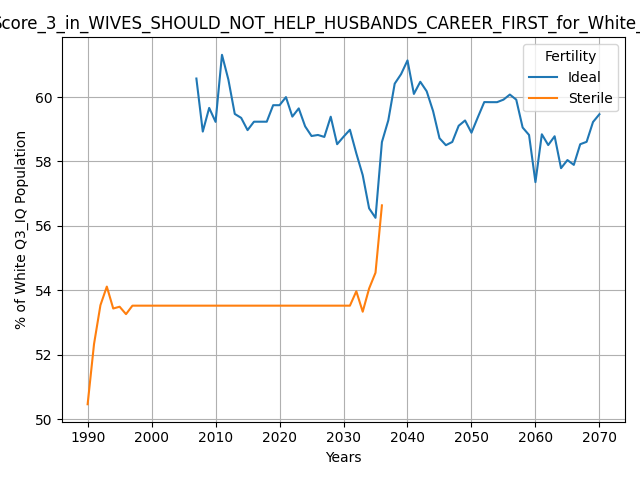 Score_3_in_WIVES_SHOULD_NOT_HELP_HUSBANDS_CAREER_FIRST_for_White_
Fertility
Ideal
Sterile
% of White Q3_IQ Population
60
58
56
54
52
50
1990 2000 2010 2020 2030 2040 2050 2060 2070
Years